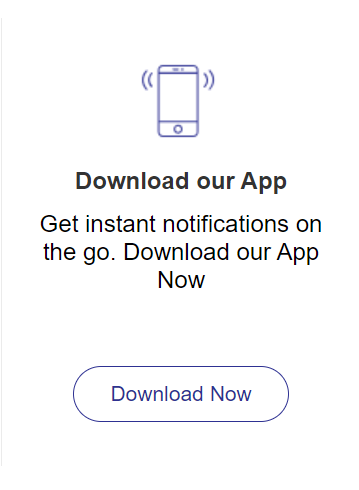 Download our App
Get instant notifications on
the go. Download our App
Now
Download Now